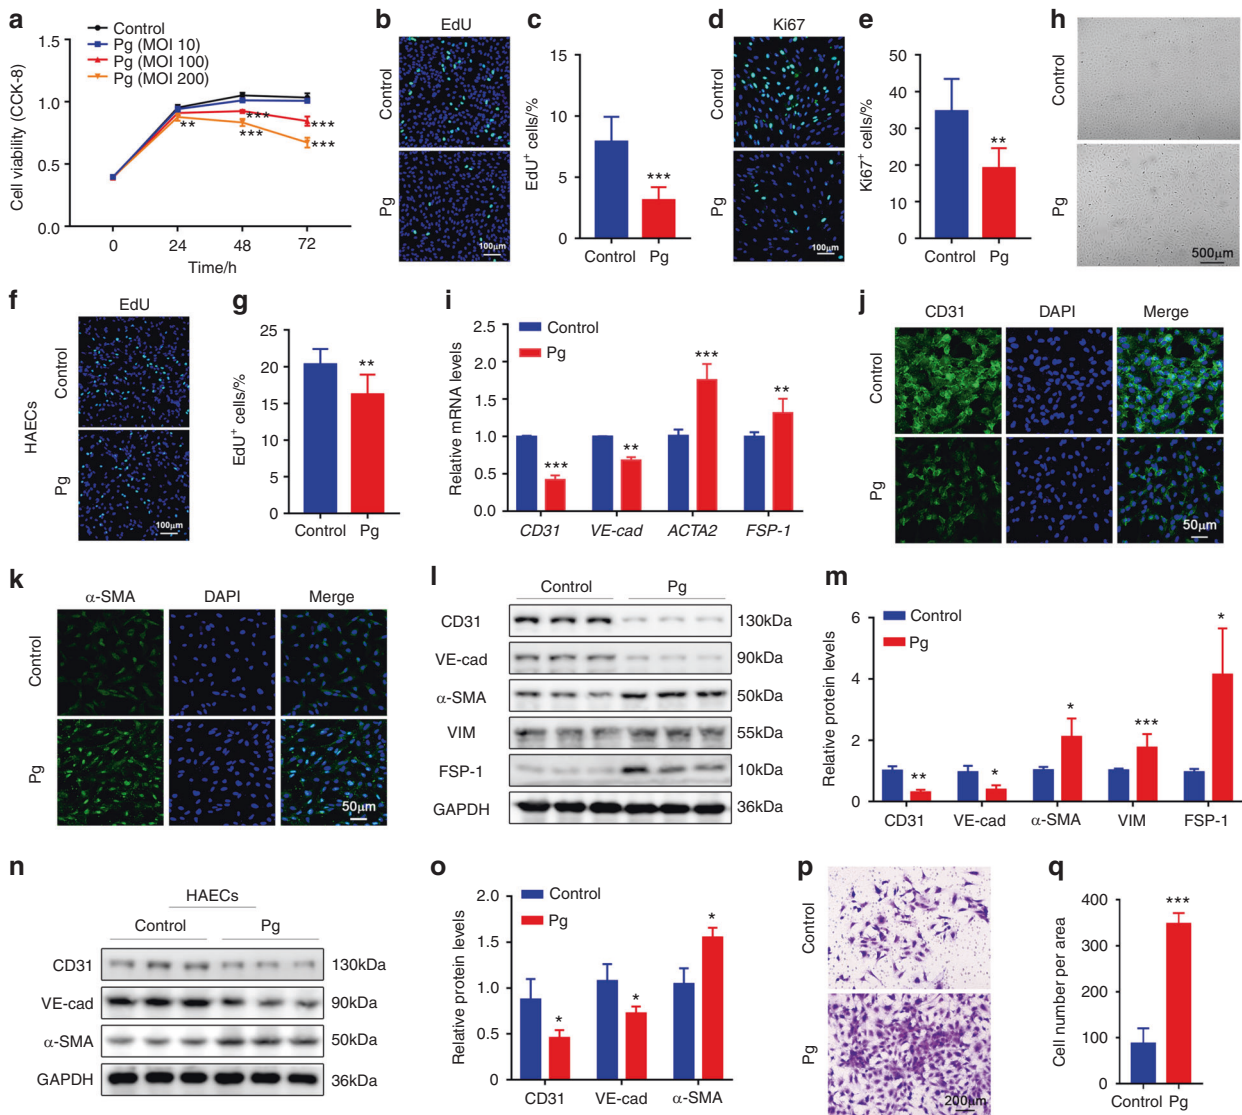 a
Control
Pg (MOI 10)
Pg (MOI 100)
Pg (MOI 200)
Cell viability (CCK-8)
1.5
1.0
0.5
0.0
**
***
***
***
***
0
24
48
72
Time/h
b
EdU
Control
Pg
100μm
c
EdU+ cells/%
15
10
5
0
***
Control
Pg
d
Ki67
Control
Pg
100μm
e
Ki67+ cells/%
50
40
30
20
10
0
**
Control
Pg
h
Control
Pg
500μm
f
EdU
HAECs
Control
Pg
100μm
g
EdU+ cells/%
25
20
15
10
5
0
**
Control
Pg
i
Control
Pg
Relative mRNA levels
2.5
2.0
1.5
1.0
0.5
0.0
***
**
***
**
CD31
VE-cad
ACTA2
FSP-1
j
CD31
DAPI
Merge
Control
Pg
50μm
k
α-SMA
DAPI
Merge
Control
Pg
50μm
l
Control
Pg
CD31
130kDa
VE-cad
90kDa
α-SMA
50kDa
VIM
55kDa
FSP-1
10kDa
GAPDH
36kDa
m
Control
Pg
Relative protein levels
6
4
2
0
**
*
*
***
*
CD31
VE-cad
α-SMA
VIM
FSP-1
n
HAECs
Control
Pg
CD31
130kDa
VE-cad
90kDa
α-SMA
50kDa
GAPDH
36kDa
o
Control
Pg
Relative protein levels
2.0
1.5
1.0
0.5
0
*
*
*
CD31
VE-cad
α-SMA
p
Control
Pg
200μm
q
Cell number per area
400
300
100
0
***
Control
Pg